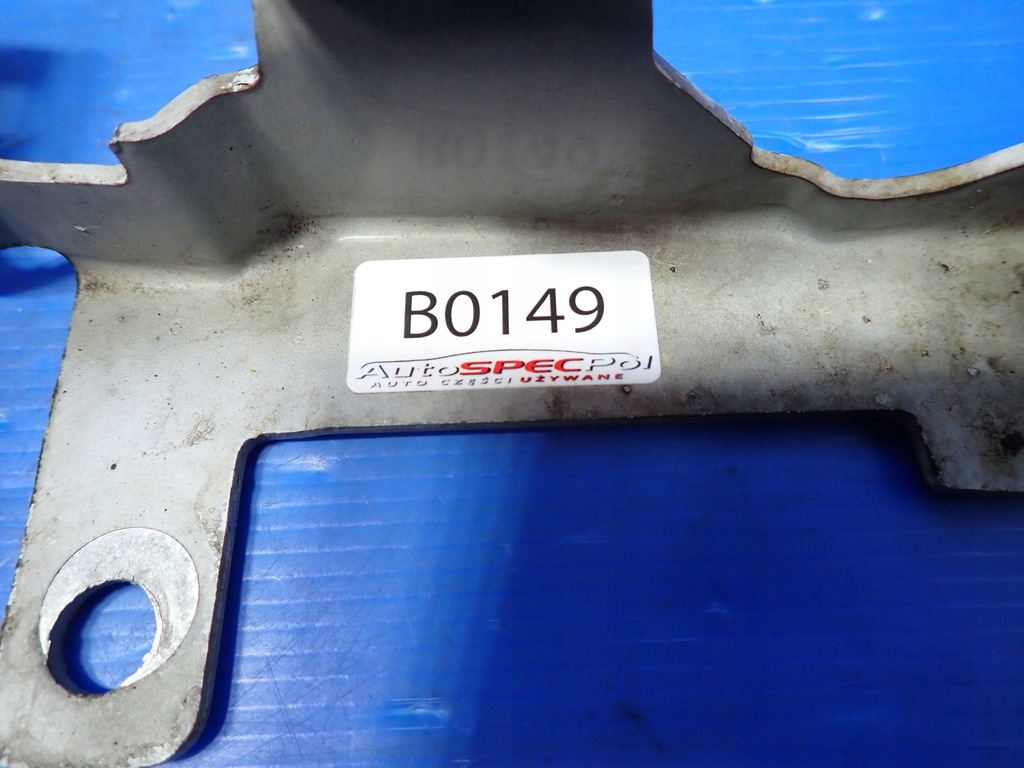 B0149
AutoSPECPol
AUTO CZĘŚCI UŻYWANE